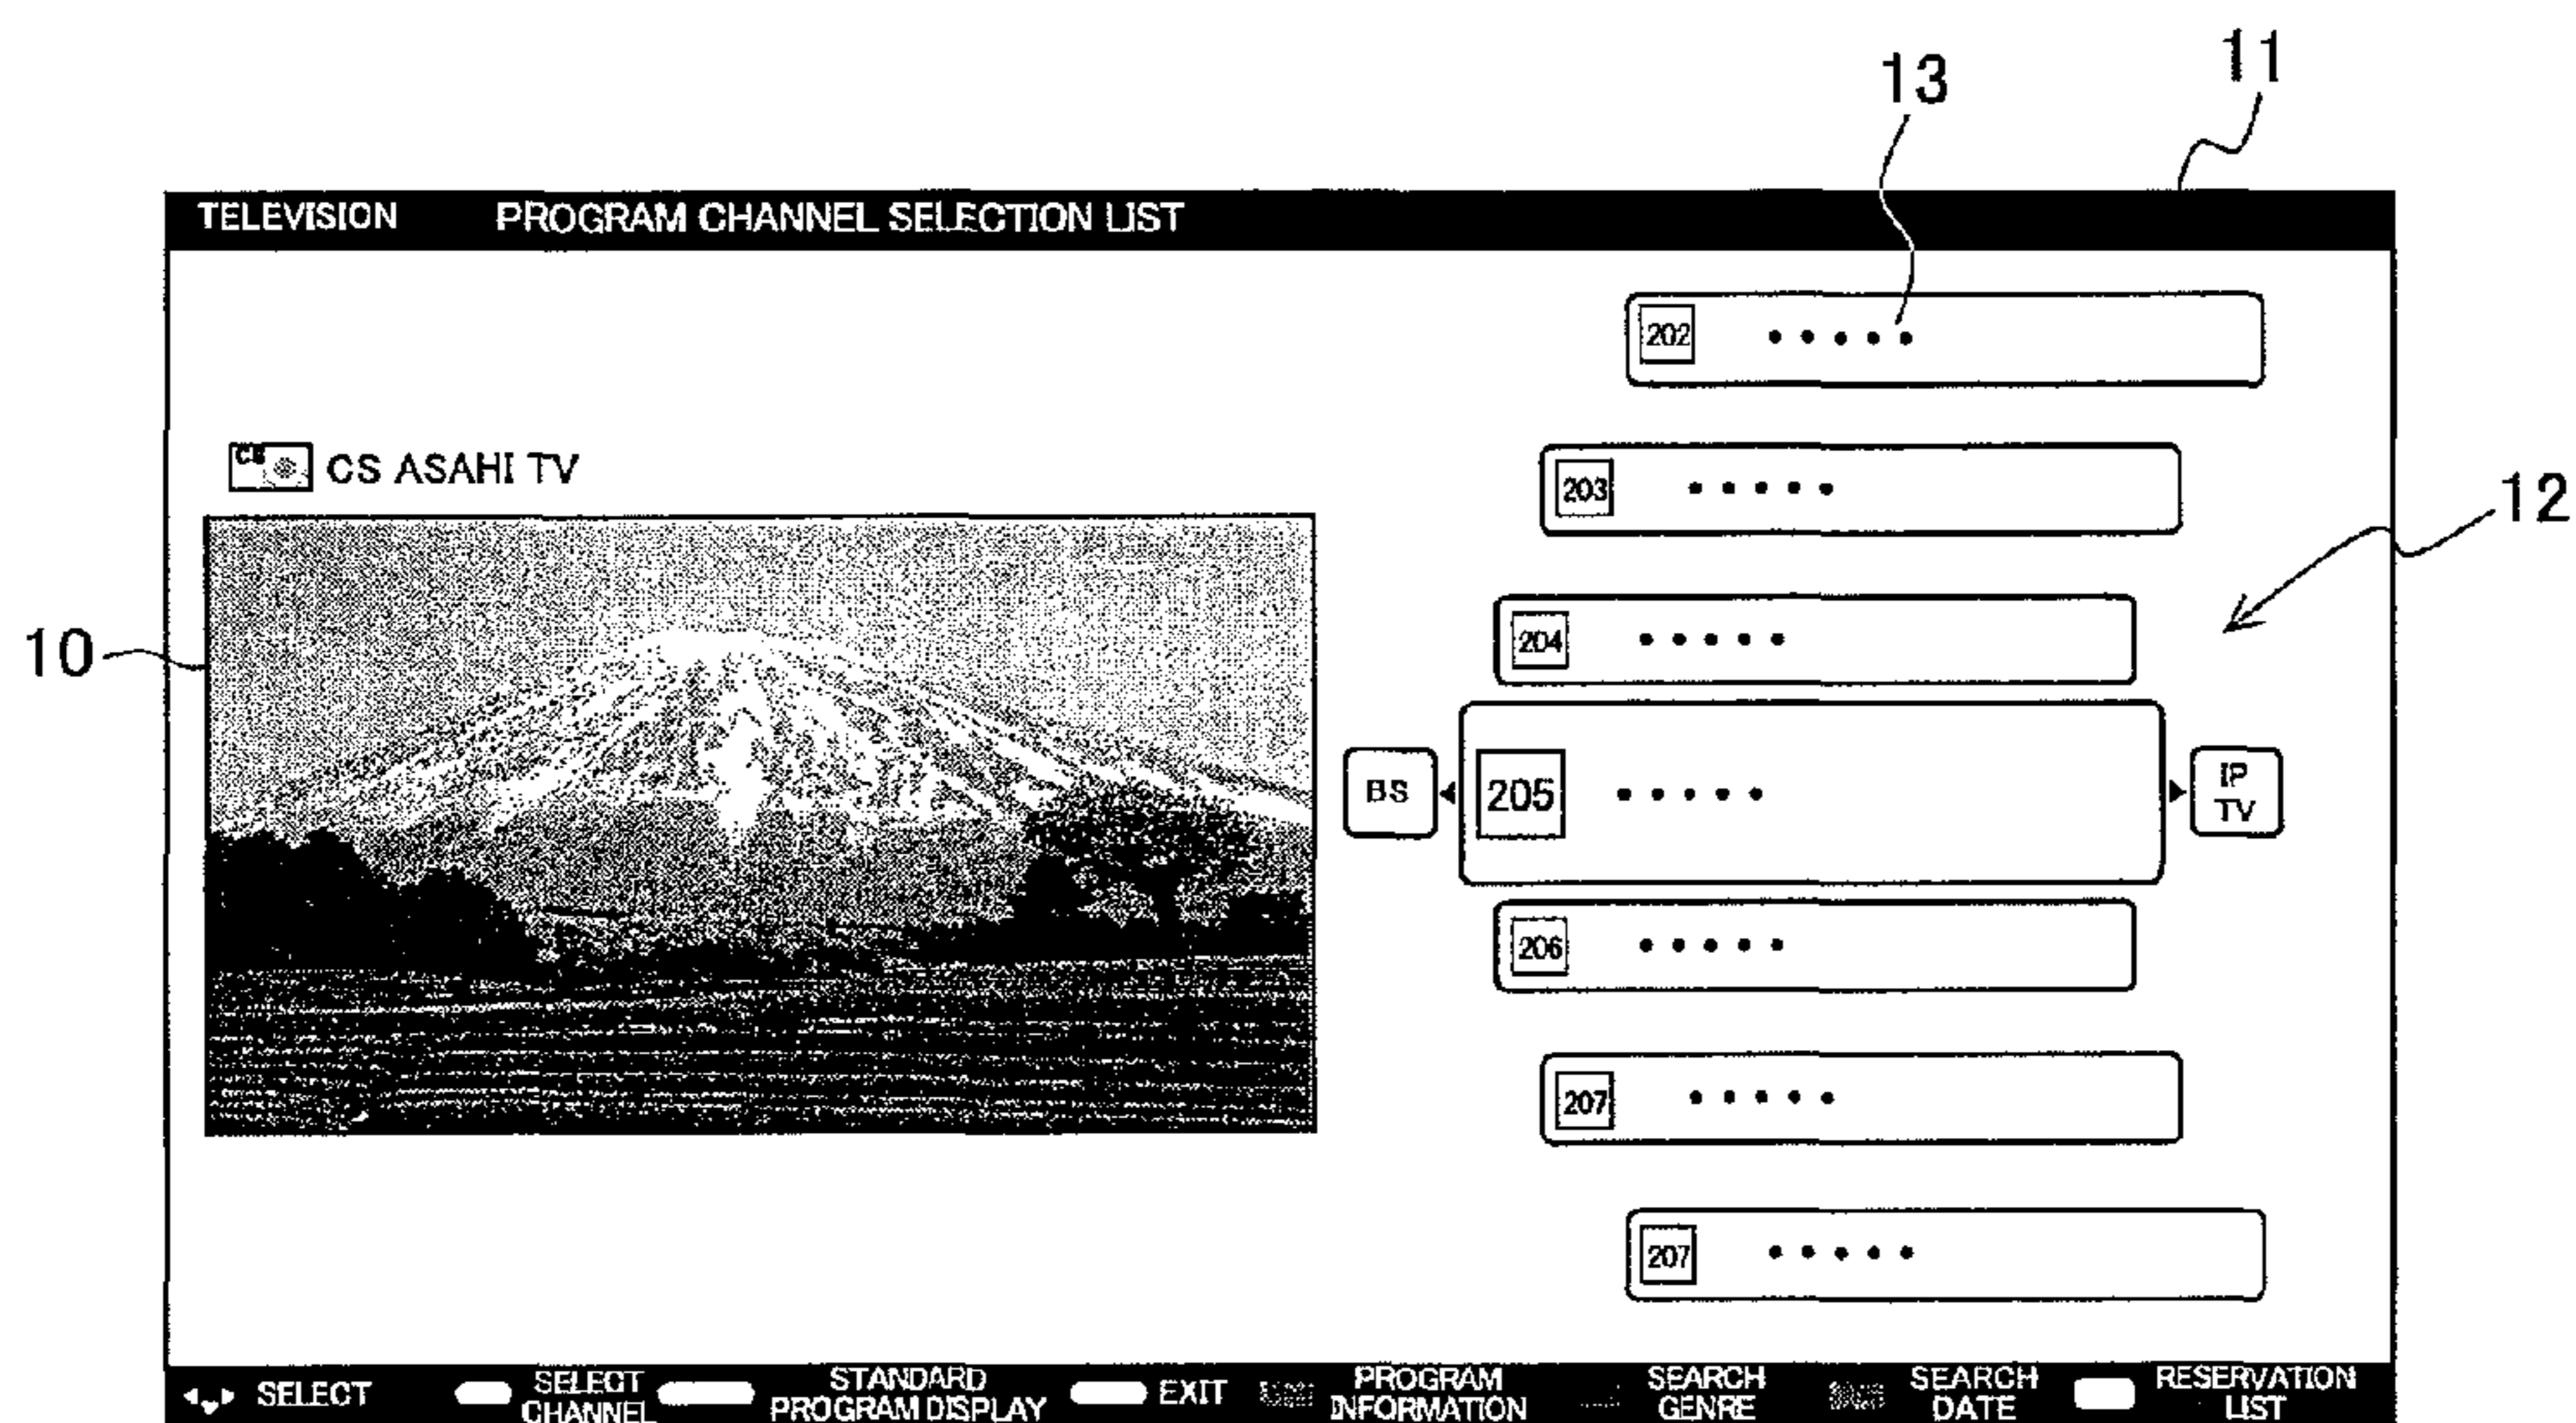 11
13
TELEVISION PROGRAM CHANNEL SELECTION LIST
202 • • • • •
CS CS ASAHI TV
203 • • • • •
12
204 • • • • •
10
BS 205 • • • • • IP TV
206 • • • • •
207 • • • • •
207 • • • • •
SELECT
SELECT
CHANNEL
STANDARD
PROGRAM DISPLAY
EXIT
PROGRAM
INFORMATION
SEARCH
GENRE
SEARCH
DATE
RESERVATION
LIST